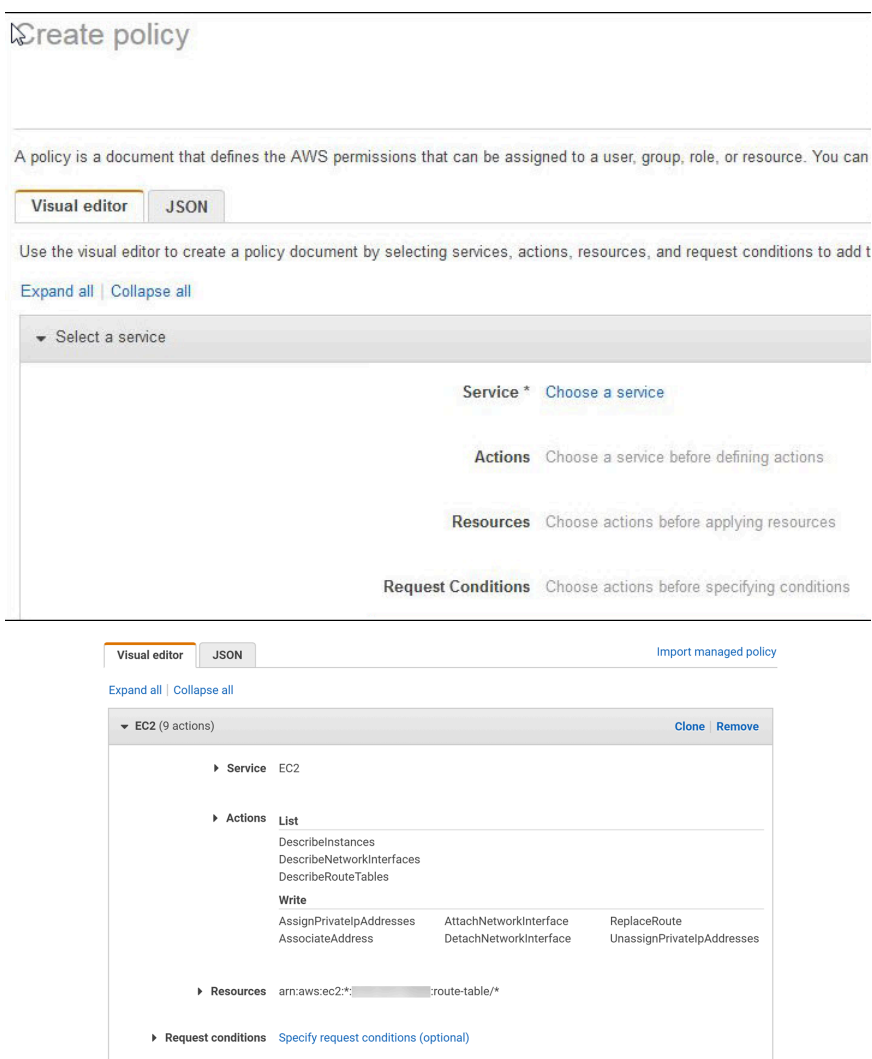 Create policy
A policy is a document that defines the AWS permissions that can be assigned to a user, group, role, or resource. You can
Visual editor JSON
Use the visual editor to create a policy document by selecting services, actions, resources, and request conditions to add t
Expand all | Collapse all
Select a service
Service * Choose a service
Actions Choose a service before defining actions
Resources Choose actions before applying resources
Request Conditions Choose actions before specifying conditions
Visual editor JSON Import managed policy
Expand all | Collapse all
EC2 (9 actions) Clone | Remove
Service EC2
Actions List
DescribeInstances
DescribeNetworkInterfaces
DescribeRouteTables
Write
AssignPrivateIpAddresses AttachNetworkInterface ReplaceRoute
AssociateAddress DetachNetworkInterface UnassignPrivateIpAddresses
Resources arn:aws:ec2:*: :route-table/*
Request conditions Specify request conditions (optional)